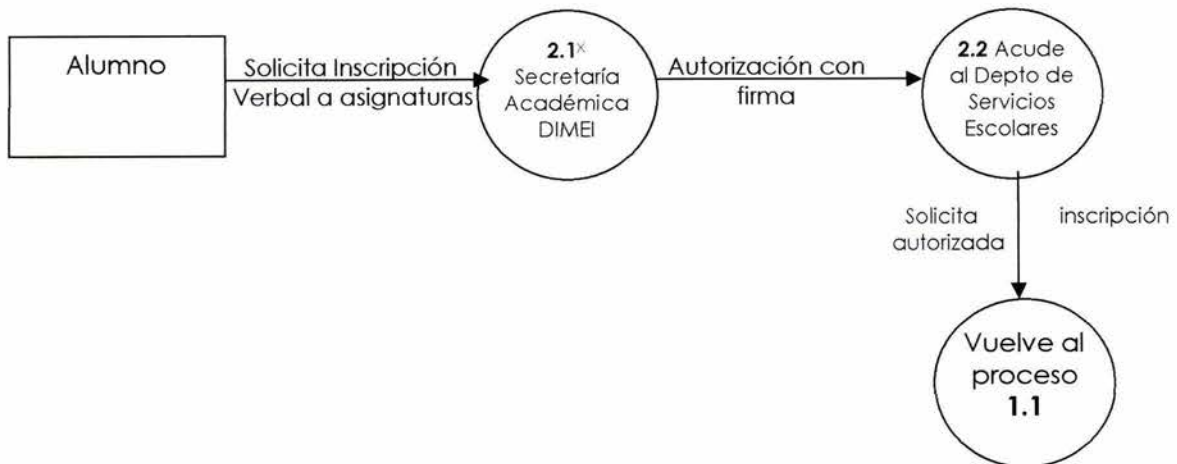 Alumno
Solicita Inscripción
Verbal a asignaturas
2.1x
Secretaría
Académica
DIMEI
Autorización con
firma
2.2 Acude
al Depto de
Servicios
Escolares
Solicita inscripción
autorizada
Vuelve al
proceso
1.1